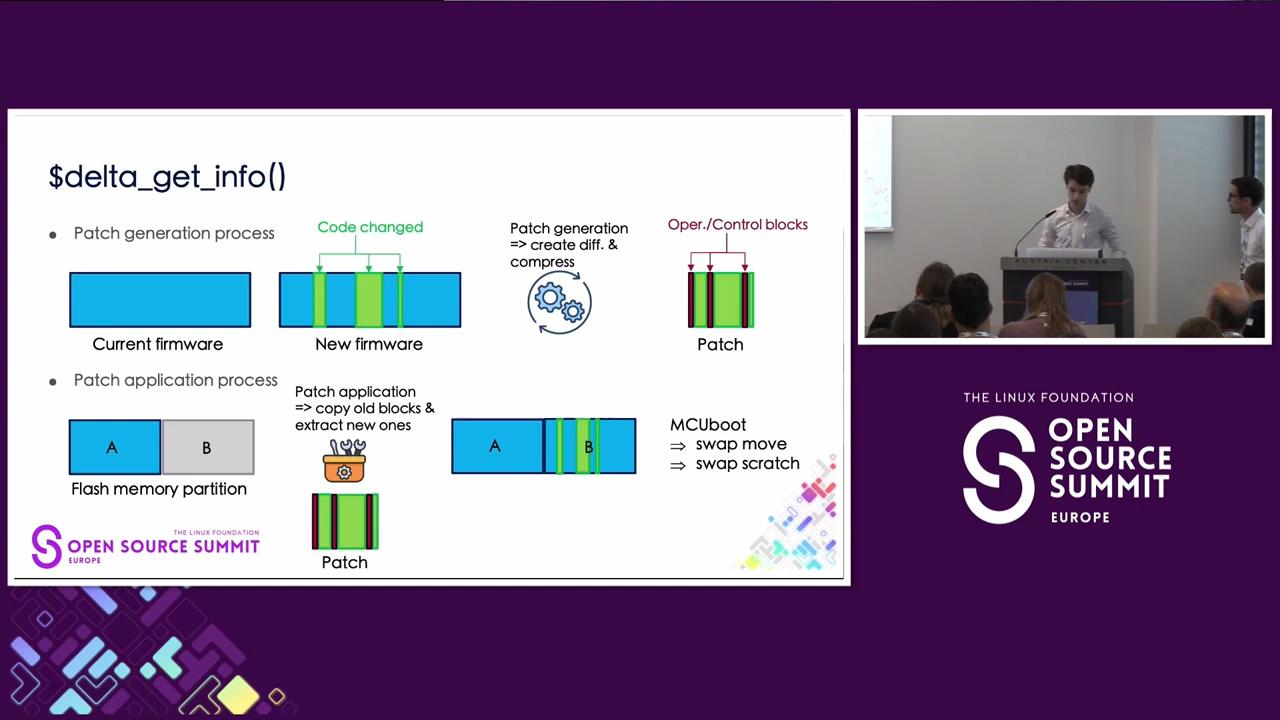 $delta_get_info()
Patch generation process
Code changed
Patch generation
=> create diff. &
compress
Oper./Control blocks
Current firmware
New firmware
Patch
Patch application process
Patch application
=> copy old blocks &
extract new ones
A
B
A
B
MCUboot
⇒ swap move
⇒ swap scratch
Flash memory partition
Patch
THE LINUX FOUNDATION
OPEN SOURCE SUMMIT
EUROPE
AUSTRIA CENTER
THE LINUX FOUNDATION
OPEN
SOURCE
SUMMIT
EUROPE